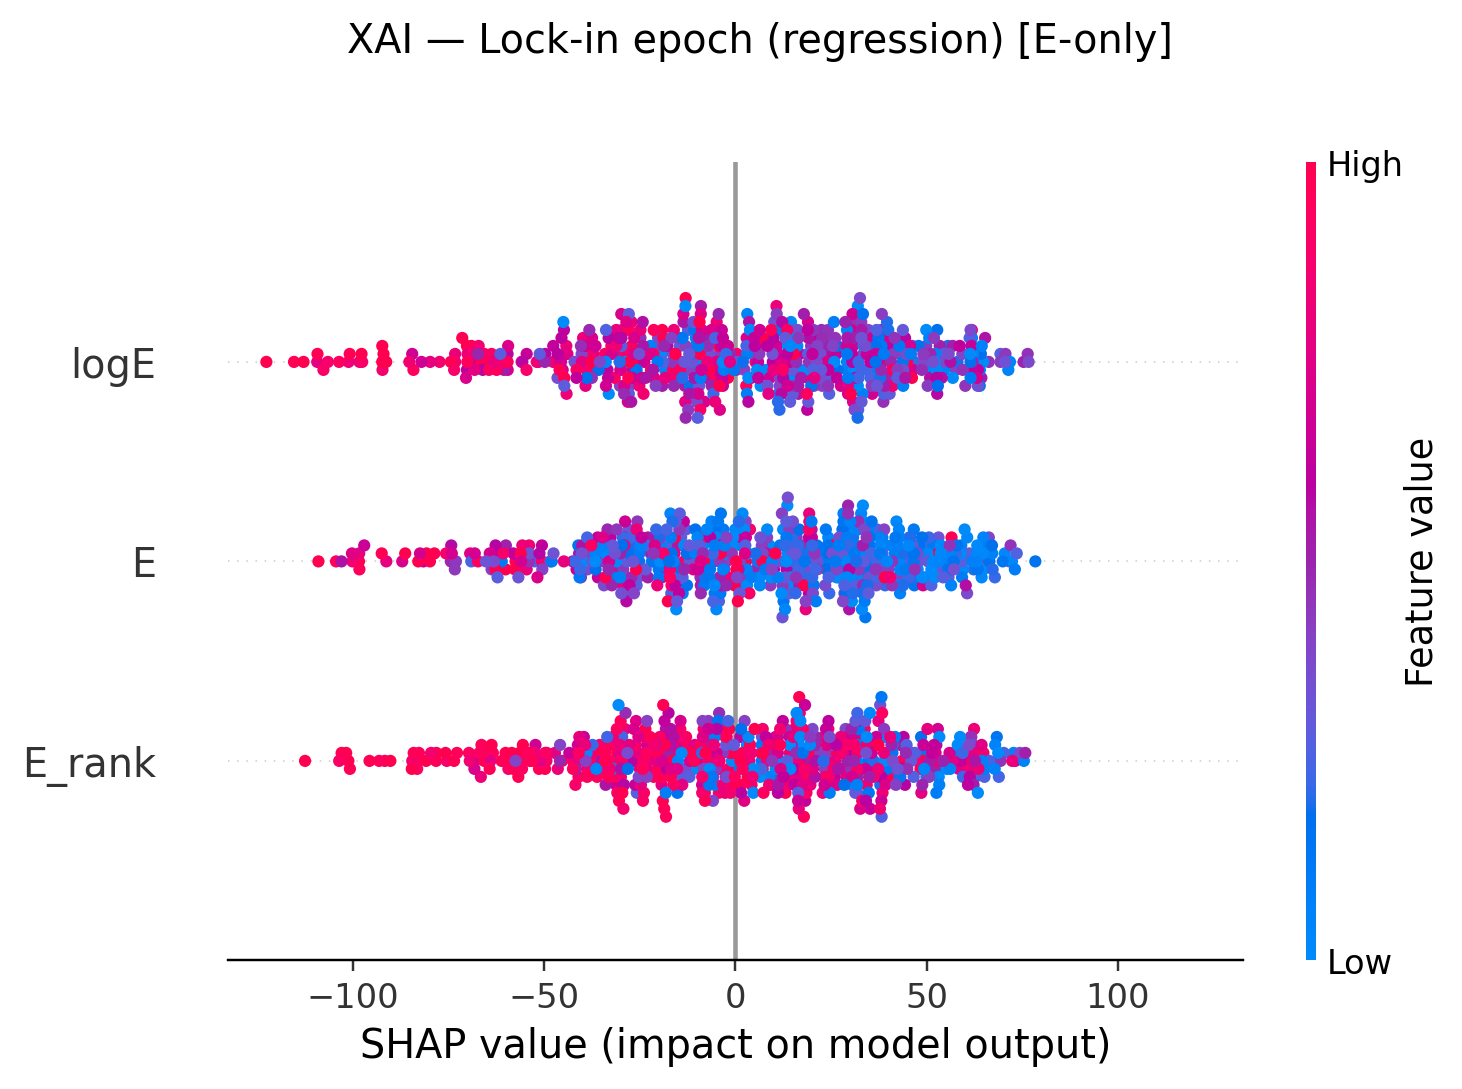 XAI — Lock-in epoch (regression) [E-only]
High
logE
E
E_rank
Feature value
Low
−100
−50
0
50
100
SHAP value (impact on model output)